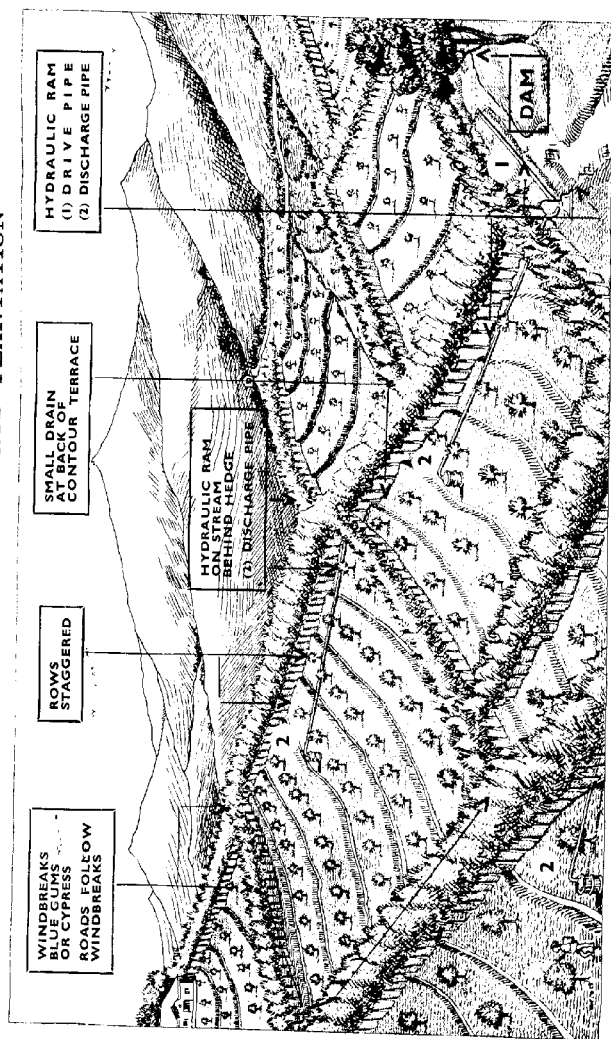 PLANTATION
WINDBREAKS
BLUE GUMS
OR CYPRESS
ROADS FOLLOW
WINDBREAKS
ROWS
STAGGERED
SMALL DRAIN
AT BACK OF
CONTOUR TERRACE
HYDRAULIC RAM
(1) DRIVE PIPE
(2) DISCHARGE PIPE
HYDRAULIC RAM
ON STREAM
BEHIND HEDGE
(2) DISCHARGE PIPE
2
2
2
1
DAM